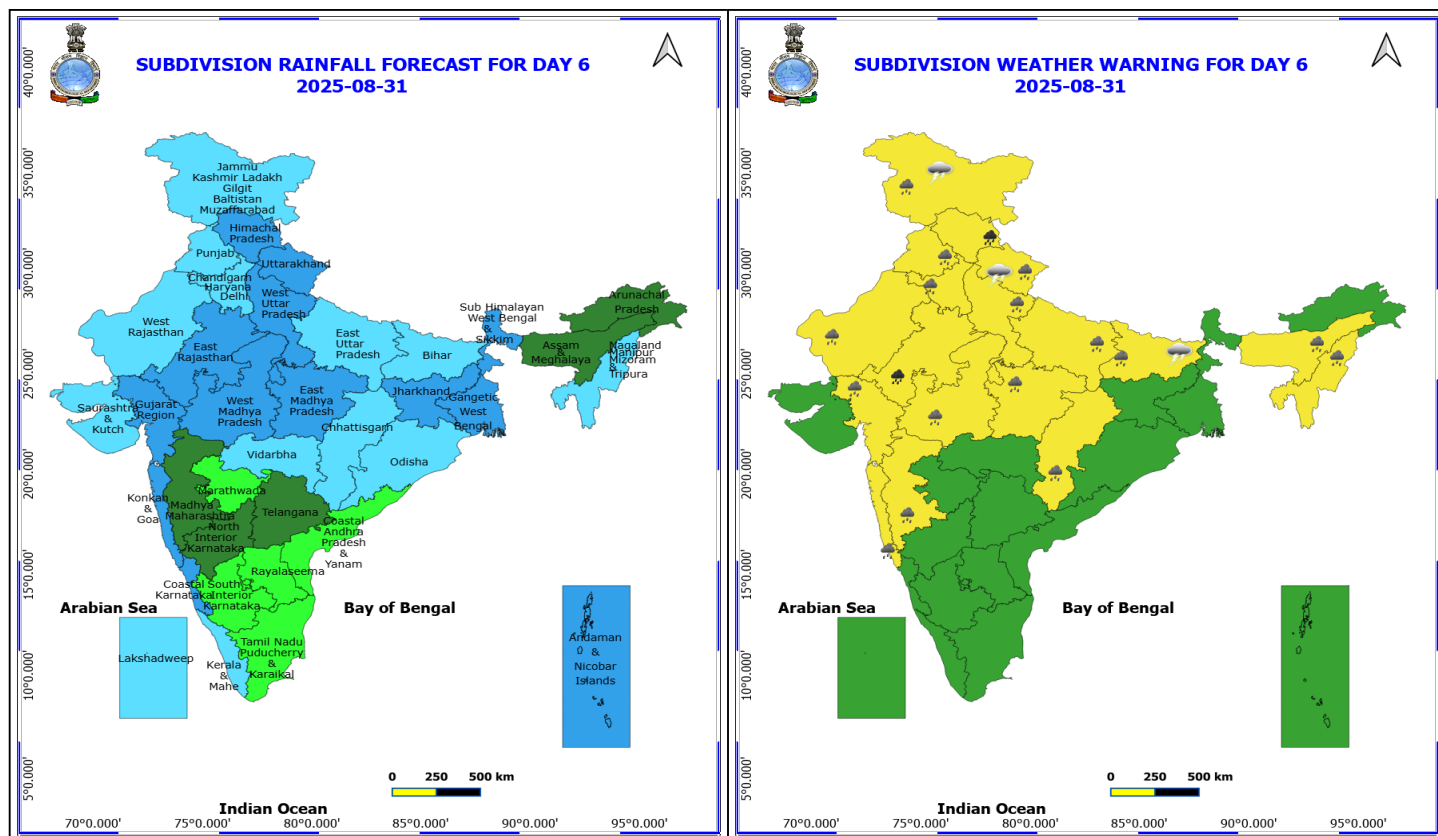 SUBDIVISION RAINFALL FORECAST FOR DAY 6
2025-08-31
40°0.000'
35°0.000'
30°0.000'
25°0.000'
20°0.000'
15°0.000'
10°0.000'
5°0.000'
Jammu
Kashmir Ladakh
Gilgit
Baltistan
Muzaffarabad
Himachal
Pradesh
Punjab
Uttarakhand
Chandigarh
Haryana
Delhi
West
Uttar
Pradesh
West
Rajasthan
East
Rajasthan
East
Uttar
Pradesh
Bihar
Sub Himalayan
West Bengal
&
Sikkim
Arunachal
Pradesh
Assam
&
Meghalaya
Nagaland
Manipur
Mizoram
&
Tripura
Saurashtra
&
Kutch
Gujarat
Region
West
Madhya
Pradesh
East
Madhya
Pradesh
Jharkhand
Gangetic
West
Bengal
Chhattisgarh
Vidarbha
Odisha
Konkan
&
Goa
Madhya
Maharashtra
Marathwada
Telangana
North
Interior
Karnataka
Coastal
Andhra
Pradesh
&
Yanam
Rayalaseema
Coastal
Karnataka
South
Interior
Karnataka
Tamil Nadu
Puducherry
&
Karaikal
Kerala
&
Mahe
Arabian Sea
Bay of Bengal
Lakshadweep
Andaman
&
Nicobar
Islands
0 250 500 km
Indian Ocean
70°0.000' 75°0.000' 80°0.000' 85°0.000' 90°0.000' 95°0.000'
SUBDIVISION WEATHER WARNING FOR DAY 6
2025-08-31
40°0.000'
35°0.000'
30°0.000'
25°0.000'
20°0.000'
15°0.000'
10°0.000'
5°0.000'
Arabian Sea
Bay of Bengal
0 250 500 km
Indian Ocean
70°0.000' 75°0.000' 80°0.000' 85°0.000' 90°0.000' 95°0.000'